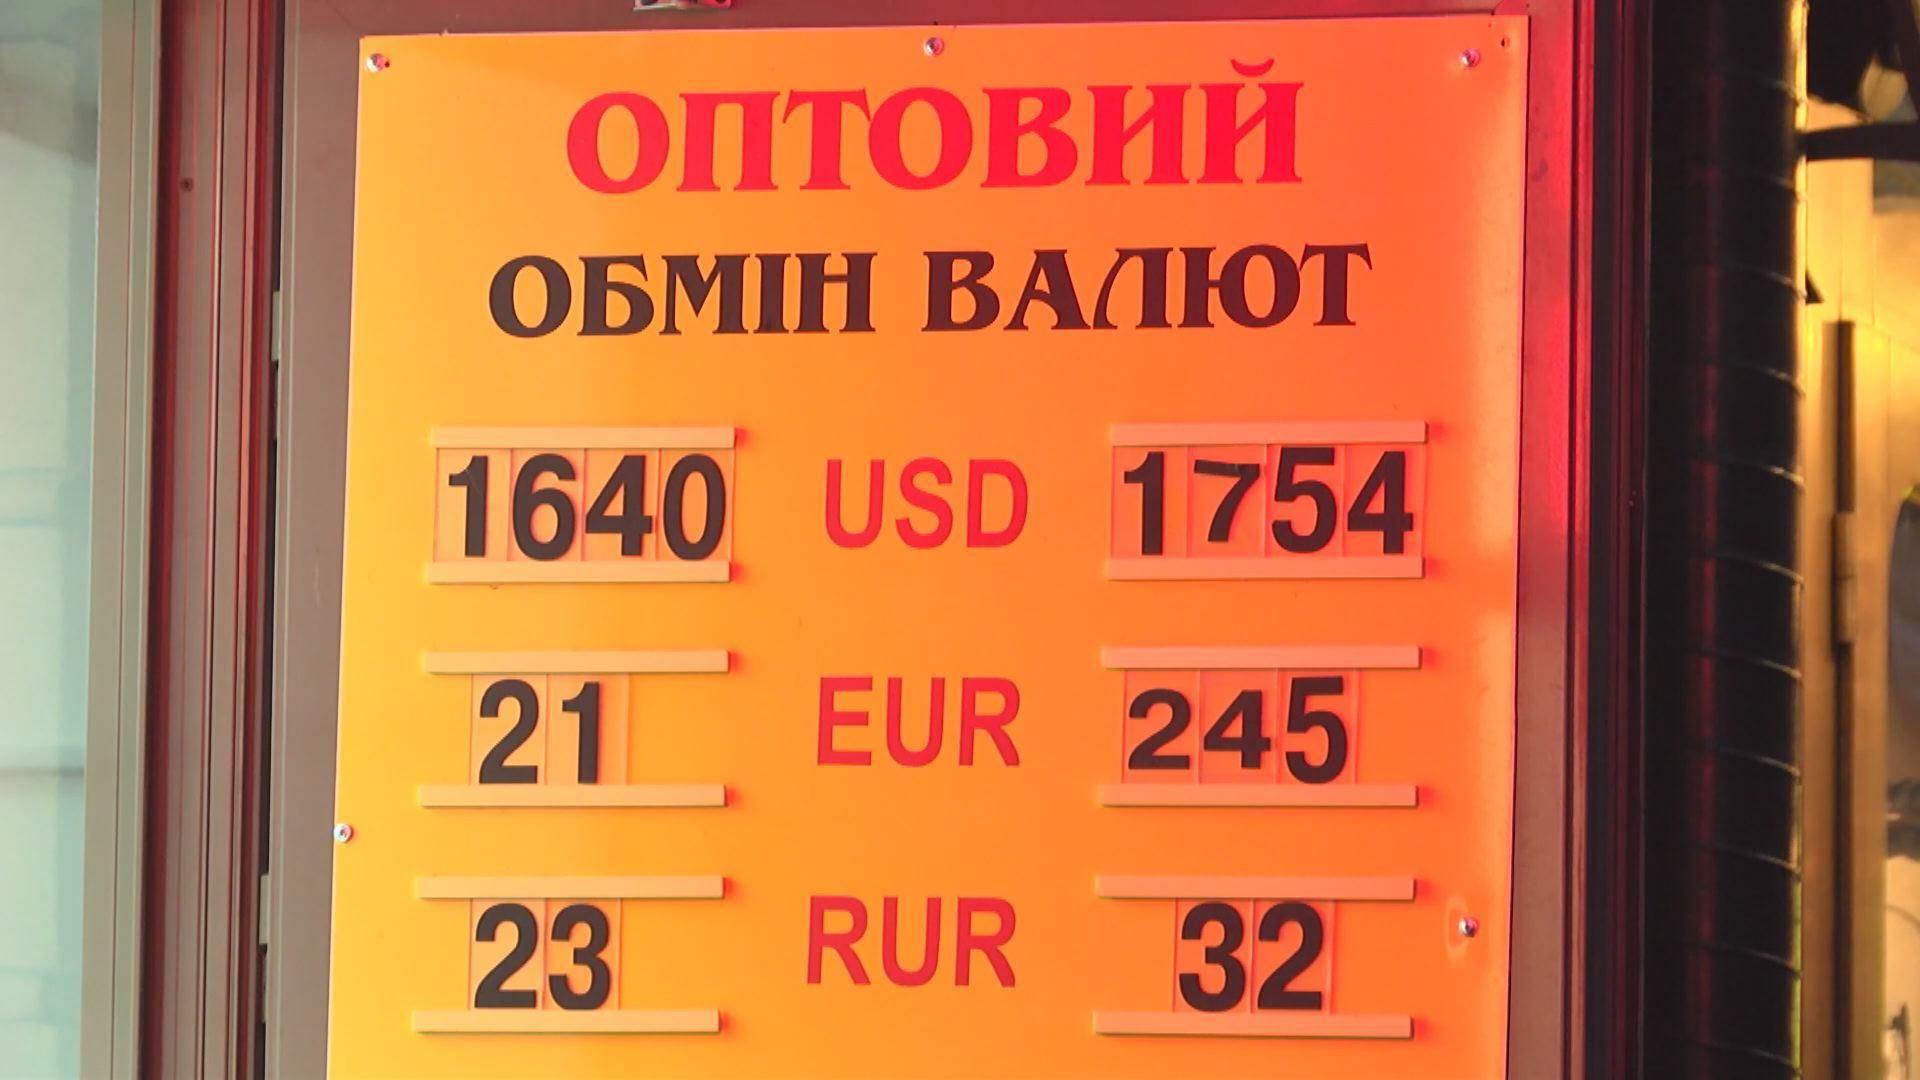 ОПТОВИЙ
ОБМІН ВАЛЮТ
1640 USD 1754
21 EUR 245
23 RUR 32